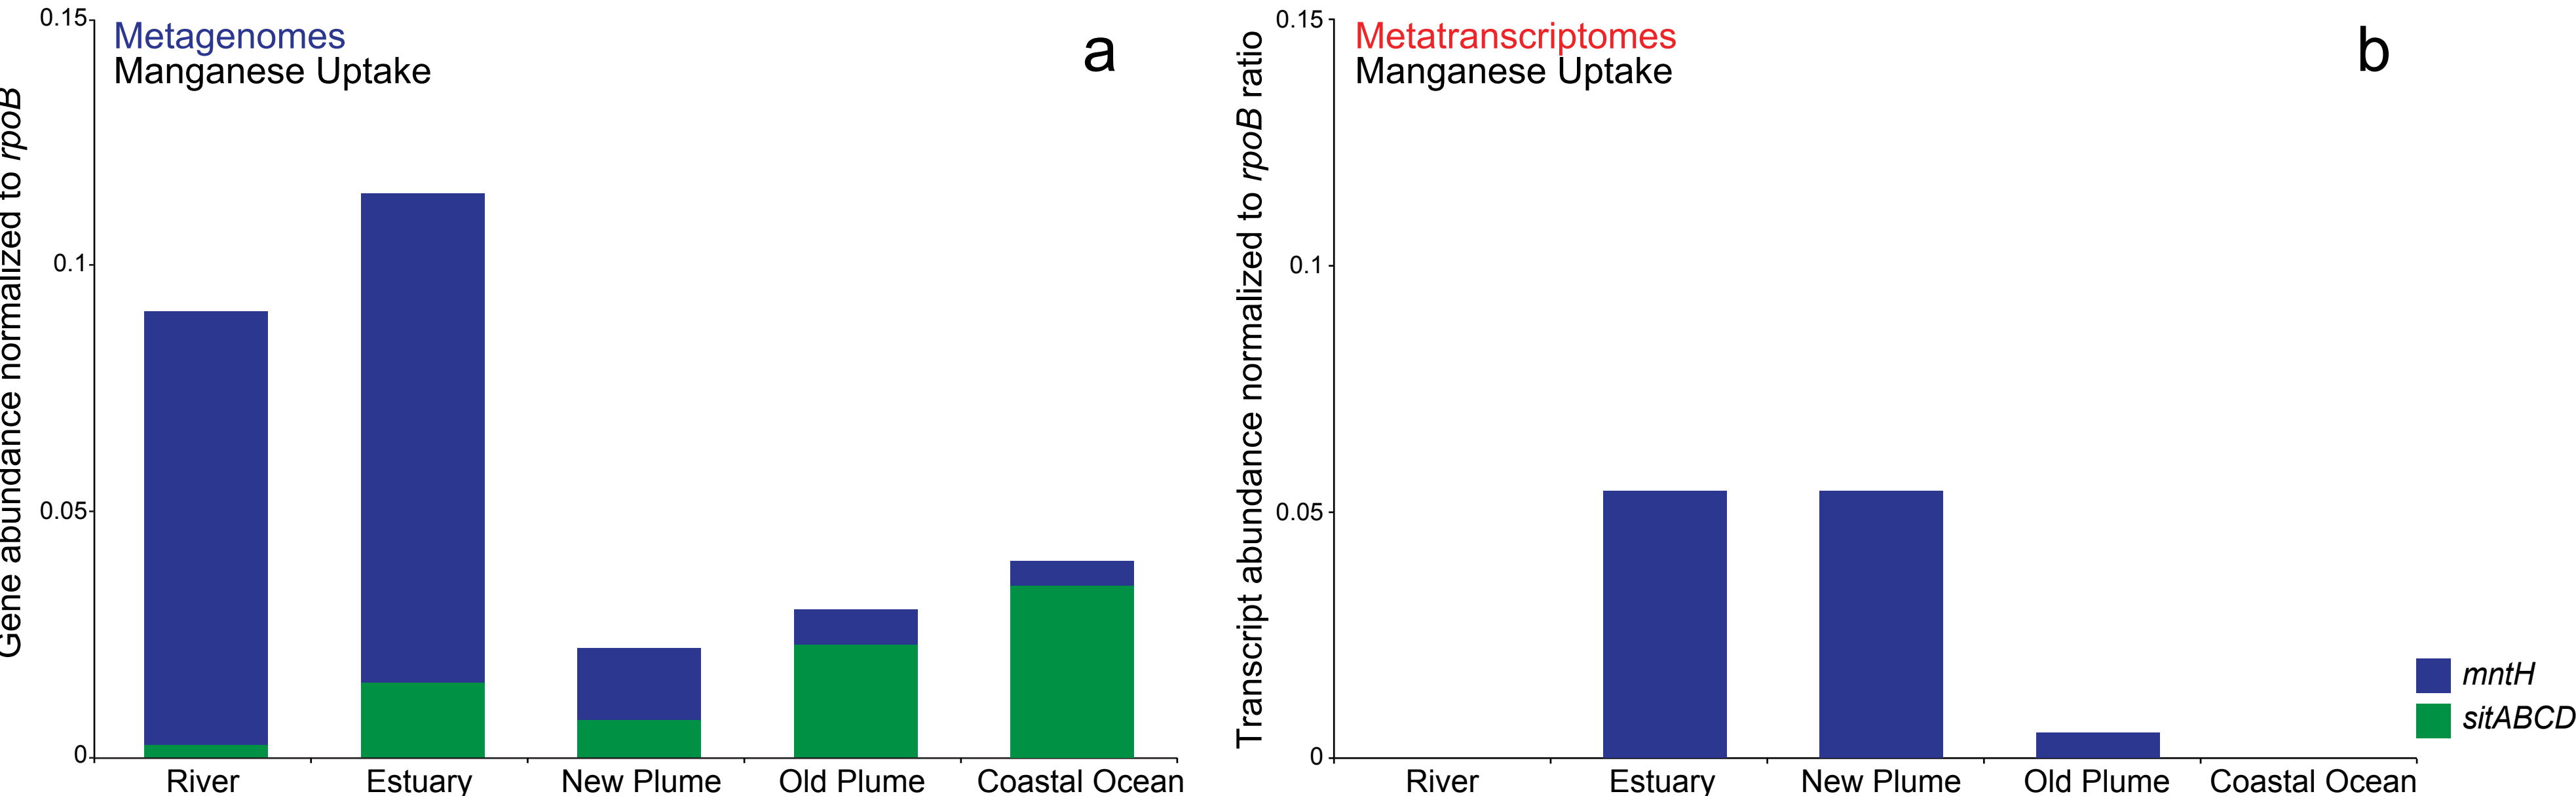 Metagenomes
Manganese Uptake
a
Gene abundance normalized to rpoB
0.15
0.1
0.05
0
River
Estuary
New Plume
Old Plume
Coastal Ocean
Metatranscriptomes
Manganese Uptake
b
Transcript abundance normalized to rpoB ratio
0.15
0.1
0.05
0
River
Estuary
New Plume
Old Plume
Coastal Ocean
mntH
sitABCD